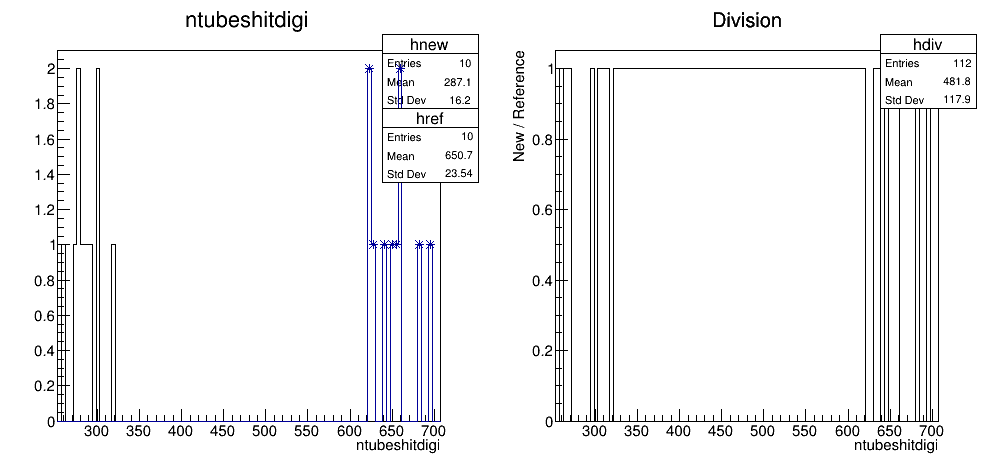 ntubeshitdigi
hnew
Entries 10
Mean 287.1
Std Dev 16.2
href
Entries 10
Mean 650.7
Std Dev 23.54
2
1.8
1.6
1.4
1.2
1
0.8
0.6
0.4
0.2
0
300 350 400 450 500 550 600 650 700
ntubeshitdigi
Division
hdiv
Entries 112
Mean 481.8
Std Dev 117.9
New / Reference
1
0.8
0.6
0.4
0.2
0
300 350 400 450 500 550 600 650 700
ntubeshitdigi